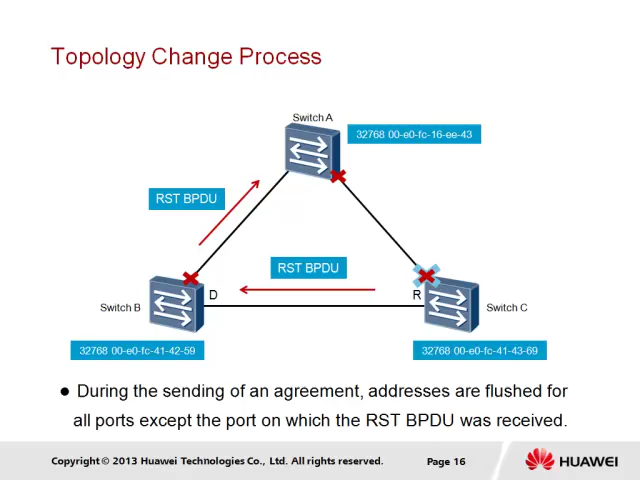 Topology Change Process
Switch A
32768 00-e0-fc-16-ee-43
RST BPDU
RST BPDU
D
R
Switch B
Switch C
32768 00-e0-fc-41-42-59
32768 00-e0-fc-41-43-69
● During the sending of an agreement, addresses are flushed for
all ports except the port on which the RST BPDU was received.
Copyright © 2013 Huawei Technologies Co., Ltd. All rights reserved.
Page 16
HUAWEI